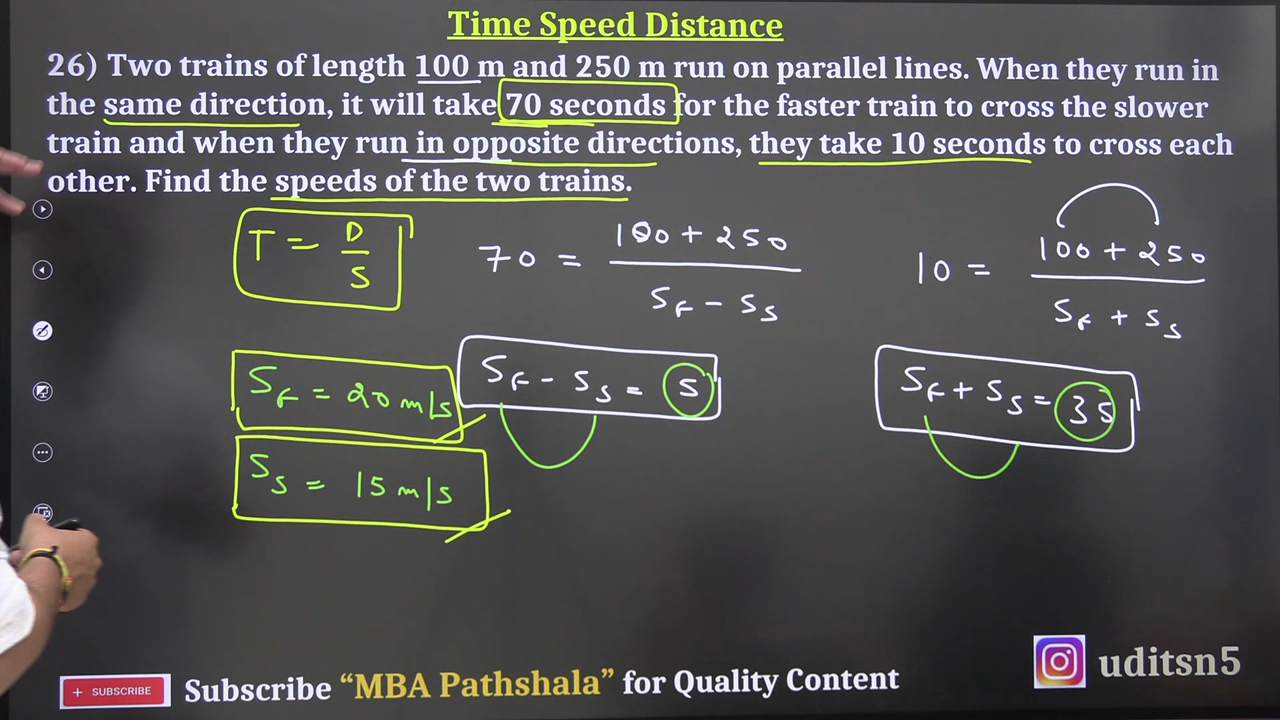 Time Speed Distance
26) Two trains of length 100 m and 250 m run on parallel lines. When they run in
the same direction, it will take 70 seconds for the faster train to cross the slower
train and when they run in opposite directions, they take 10 seconds to cross each
other. Find the speeds of the two trains.
T = D/S
70 = 100 + 250 / SF - SS
10 = 100 + 250 / SF + SS
SF - SS = 5
SF + SS = 35
SF = 20 m/s
SS = 15 m/s
SUBSCRIBE
Subscribe “MBA Pathshala” for Quality Content
uditsn5